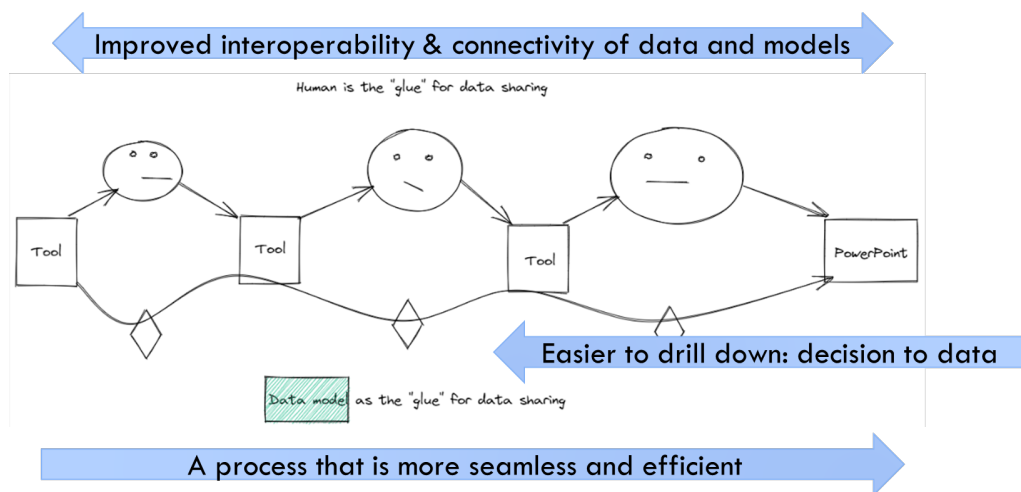 Improved interoperability & connectivity of data and models
Human is the "glue" for data sharing
Tool
Tool
Tool
PowerPoint
Easier to drill down: decision to data
Data model as the "glue" for data sharing
A process that is more seamless and efficient